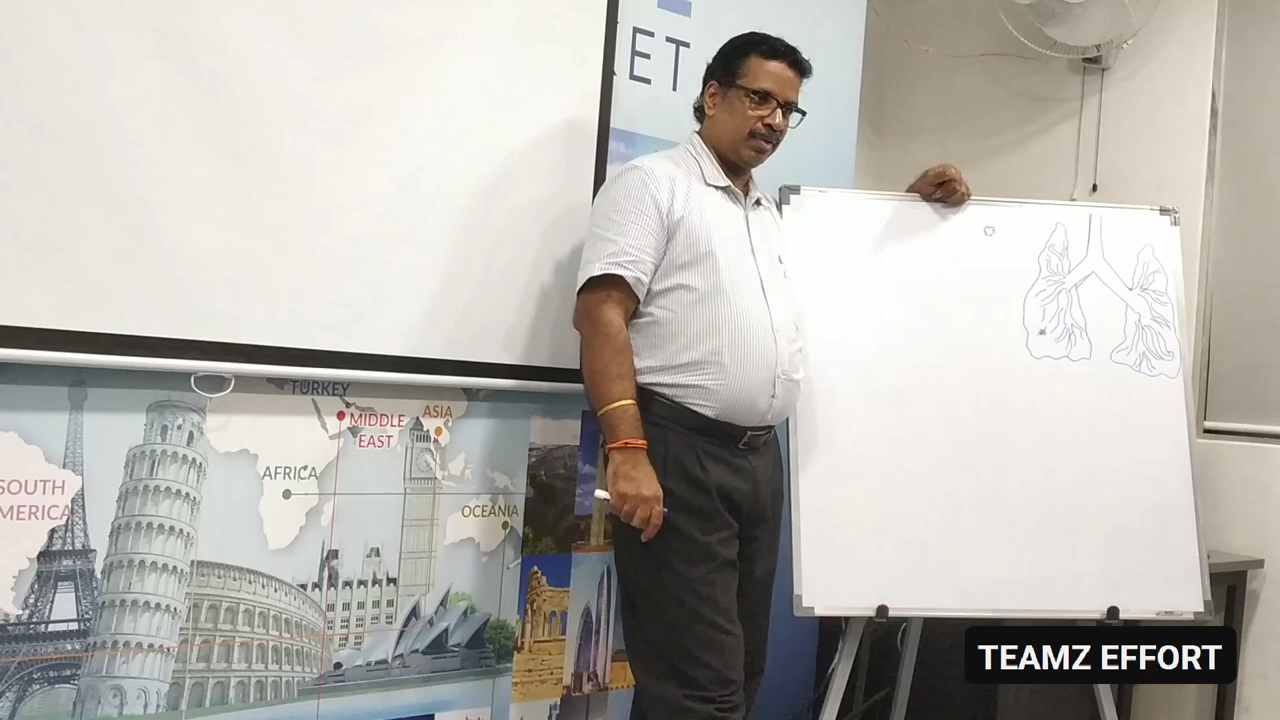 ET
TURKEY
MIDDLE
EAST
ASIA
AFRICA
SOUTH
MERICA
OCEANIA
TEAMZ EFFORT